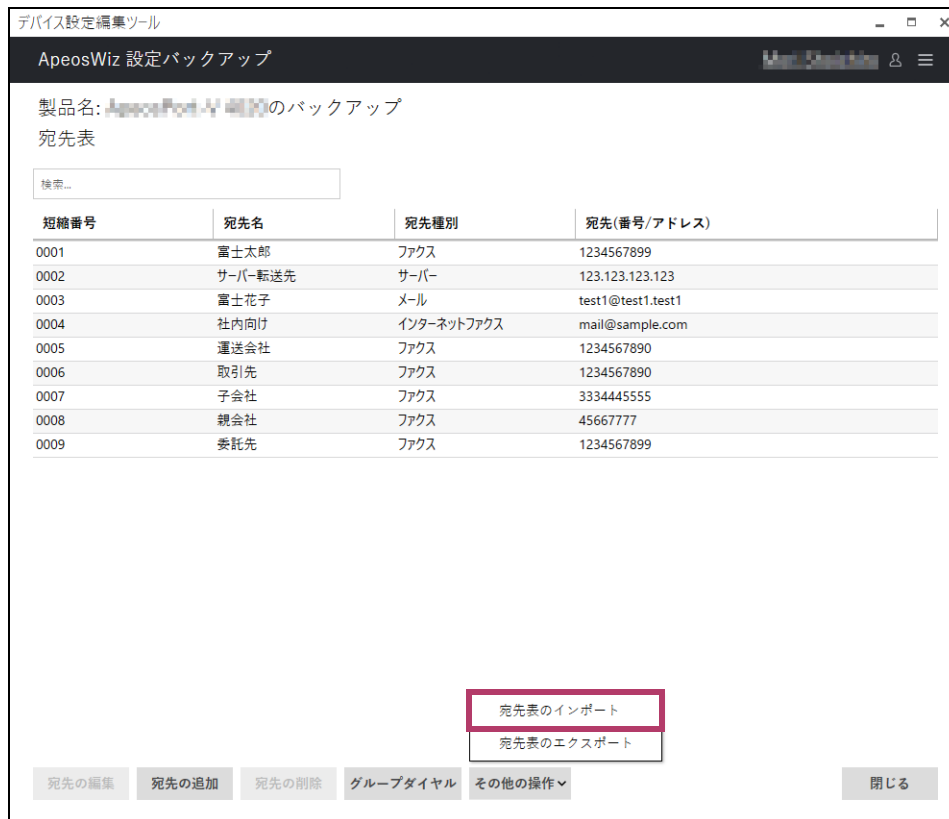 デバイス設定編集ツール
ApeosWiz 設定バックアップ
製品名: のバックアップ
宛先表
検索...
短縮番号 宛先名 宛先種別 宛先(番号/アドレス)
0001 富士太郎 ファクス 1234567899
0002 サーバー転送先 サーバー 123.123.123.123
0003 富士花子 メール test1@test1.test1
0004 社内向け インターネットファクス mail@sample.com
0005 運送会社 ファクス 1234567890
0006 取引先 ファクス 1234567890
0007 子会社 ファクス 3334445555
0008 親会社 ファクス 45667777
0009 委託先 ファクス 1234567899
宛先表のインポート
宛先表のエクスポート
宛先の編集 宛先の追加 宛先の削除 グループダイヤル その他の操作 閉じる